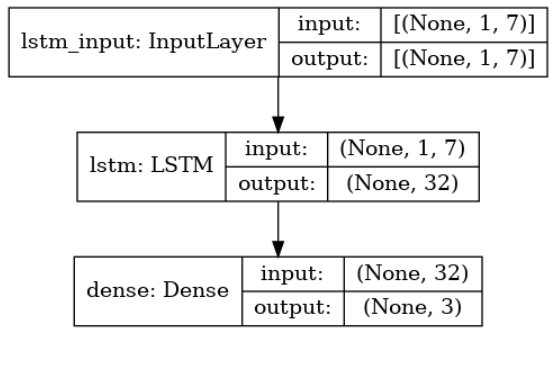 lstm_input: InputLayer
input: [(None, 1, 7)]
output: [(None, 1, 7)]
lstm: LSTM
input: (None, 1, 7)
output: (None, 32)
dense: Dense
input: (None, 32)
output: (None, 3)